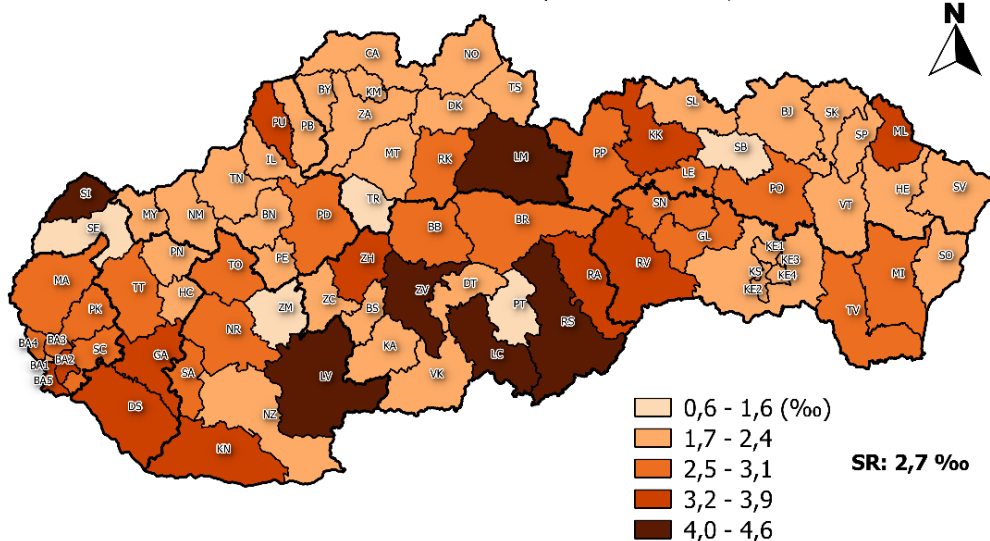 N
CA
NO
BY
KM
TS
PU
PB
ZA
DK
SL
BJ
SK
SP
ML
KK
SB
IL
MT
RK
LM
PP
LE
PO
HE
SV
SI
TN
TR
VT
SE
MY
NM
BN
PD
BB
BR
SN
GL
PN
PE
ZH
KE1
KE3
SO
MA
TT
HC
TO
RA
RV
KS
KE4
KE2
MI
PK
ZM
ZC
BS
ZV
DT
PT
RS
TV
NR
BA4
BA3
SC
GA
SA
KA
LC
BA1
BA2
BA5
LV
VK
DS
NZ
KN
0,6 - 1,6 (‰)
1,7 - 2,4
2,5 - 3,1
3,2 - 3,9
4,0 - 4,6
SR: 2,7 ‰